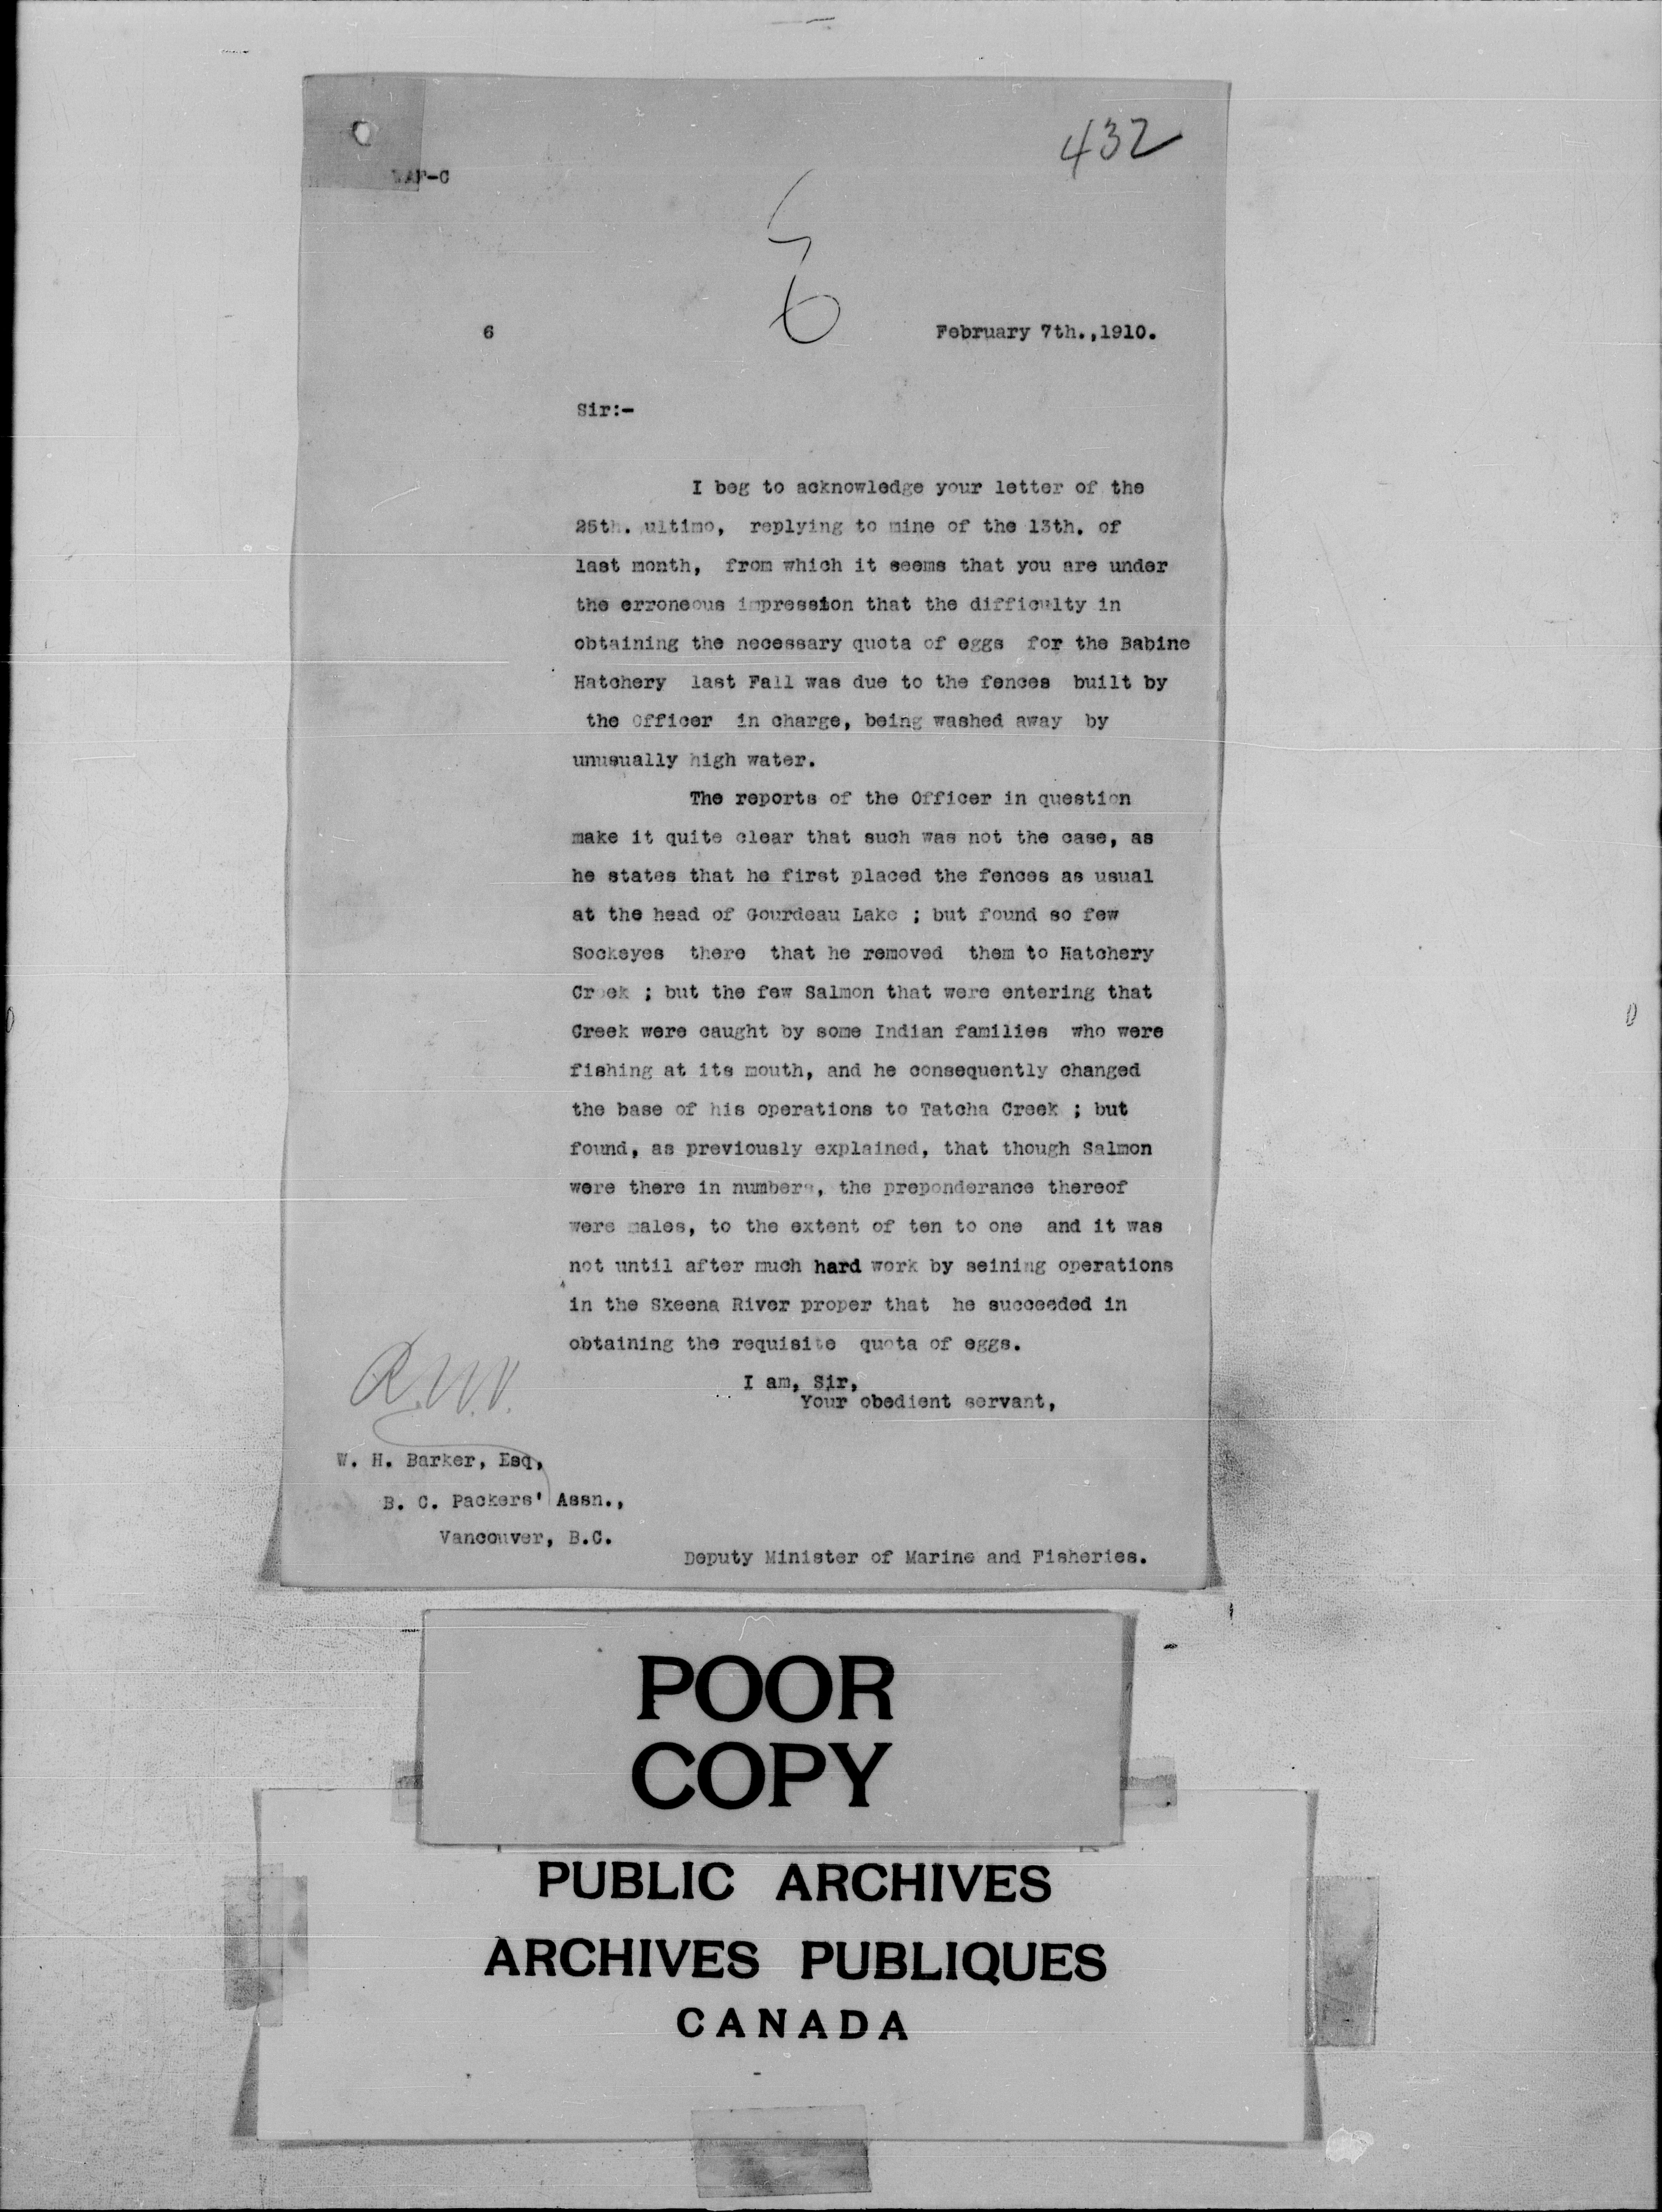 432
WAF-C
6
6 February 7th.,1910.
Sir:-
I beg to acknowledge your letter of the
25th. ultimo, replying to mine of the 13th. of
last month, from which it seems that you are under
the erroneous impression that the difficulty in
obtaining the necessary quota of eggs for the Babine
Hatchery last Fall was due to the fences built by
the Officer in charge, being washed away by
unusually high water.
The reports of the Officer in question
make it quite clear that such was not the case, as
he states that he first placed the fences as usual
at the head of Gourdeau Lake ; but found so few
Sockeyes there that he removed them to Hatchery
Creek ; but the few Salmon that were entering that
Creek were caught by some Indian families who were
fishing at its mouth, and he consequently changed
the base of his operations to Tatcha Creek ; but
found, as previously explained, that though Salmon
were there in numbers, the preponderance thereof
were males, to the extent of ten to one and it was
not until after much hard work by seining operations
in the Skeena River proper that he succeeded in
obtaining the requisite quota of eggs.
I am, Sir,
Your obedient servant,
W. H. Barker, Esq,
B. C. Packers' Assn.,
Vancouver, B.C.
Deputy Minister of Marine and Fisheries.
POOR
COPY
PUBLIC ARCHIVES
ARCHIVES PUBLIQUES
CANADA